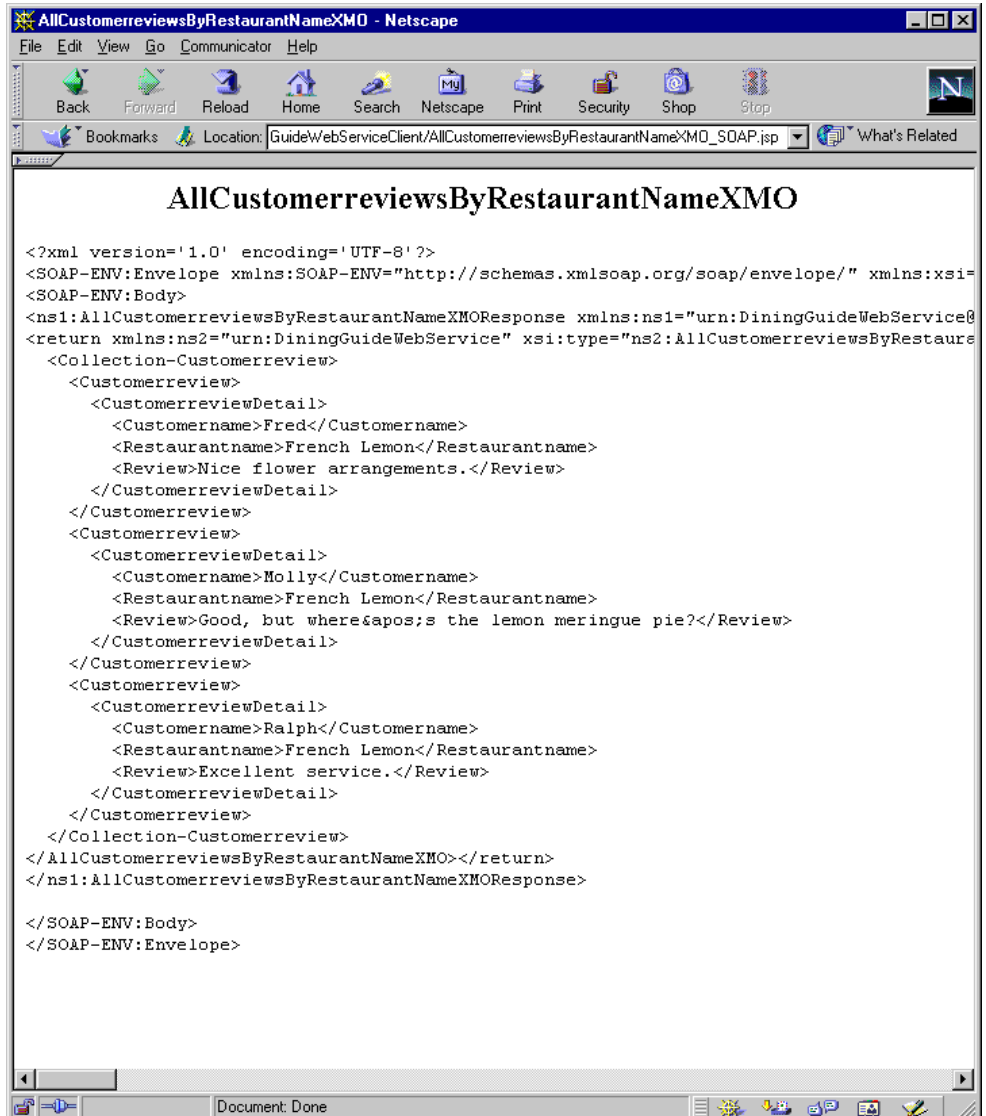 AllCustomerreviewsByRestaurantNameXMO - Netscape
File Edit View Go Communicator Help
My
Back Forward Reload Home Search Netscape Print Security Shop Stop
N
Bookmarks Location: GuideWebServiceClient/AllCustomerreviewsByRestaurantNameXMO_SOAP.jsp What's Related
AllCustomerreviewsByRestaurantNameXMO
<?xml version='1.0' encoding='UTF-8'?>
<SOAP-ENV:Envelope xmlns:SOAP-ENV="http://schemas.xmlsoap.org/soap/envelope/" xmlns:xsi=
<SOAP-ENV:Body>
<ns1:AllCustomerreviewsByRestaurantNameXMOResponse xmlns:ns1="urn:DiningGuideWebService@
<return xmlns:ns2="urn:DiningGuideWebService" xsi:type="ns2:AllCustomerreviewsByRestaura
<Collection-Customerreview>
<Customerreview>
<CustomerreviewDetail>
<Customername>Fred</Customername>
<Restaurantname>French Lemon</Restaurantname>
<Review>Nice flower arrangements.</Review>
</CustomerreviewDetail>
</Customerreview>
<Customerreview>
<CustomerreviewDetail>
<Customername>Molly</Customername>
<Restaurantname>French Lemon</Restaurantname>
<Review>Good, but where&apos;s the lemon meringue pie?</Review>
</CustomerreviewDetail>
</Customerreview>
<Customerreview>
<CustomerreviewDetail>
<Customername>Ralph</Customername>
<Restaurantname>French Lemon</Restaurantname>
<Review>Excellent service.</Review>
</CustomerreviewDetail>
</Customerreview>
</Collection-Customerreview>
</AllCustomerreviewsByRestaurantNameXMO></return>
</ns1:AllCustomerreviewsByRestaurantNameXMOResponse>
</SOAP-ENV:Body>
</SOAP-ENV:Envelope>
Document: Done